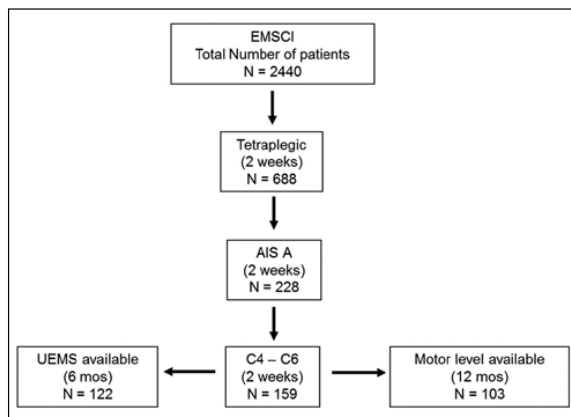 EMSCI
Total Number of patients
N = 2440
Tetraplegic
(2 weeks)
N = 688
AIS A
(2 weeks)
N = 228
UEMS available
(6 mos)
N = 122
C4 – C6
(2 weeks)
N = 159
Motor level available
(12 mos)
N = 103